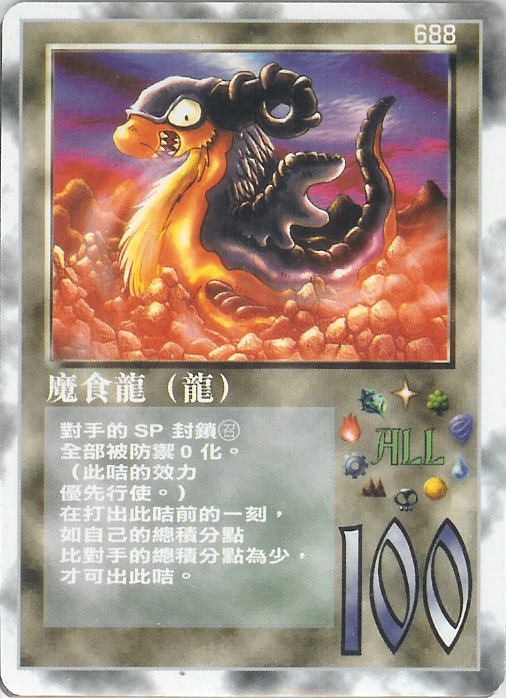 688
魔食龍（龍）
對手的 SP 封鎖㊁
全部被防禦 0 化。
（此咭的效力
優先行使。）
在打出此咭前的一刻，
如自己的總積分點
比對手的總積分點為少，
才可出此咭。
ALL
100